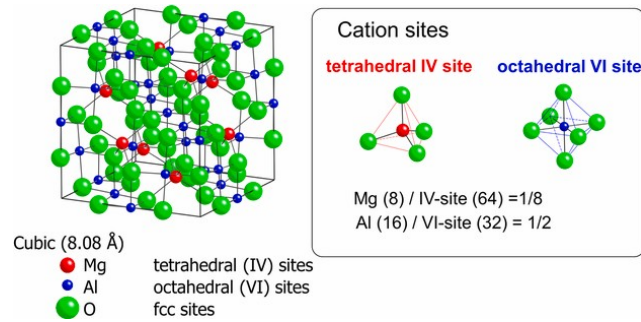 Cation sites
tetrahedral IV site octahedral VI site
Mg (8) / IV-site (64) =1/8
Al (16) / VI-site (32) = 1/2
Cubic (8.08 Å)
Mg tetrahedral (IV) sites
Al octahedral (VI) sites
O fcc sites